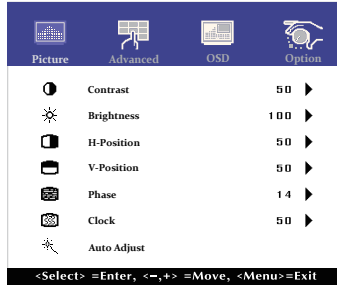 Picture Advanced OSD Option
Contrast 50
Brightness 100
H-Position 50
V-Position 50
Phase 14
Clock 50
Auto Adjust
<Select> =Enter, <−,+> =Move, <Menu>=Exit